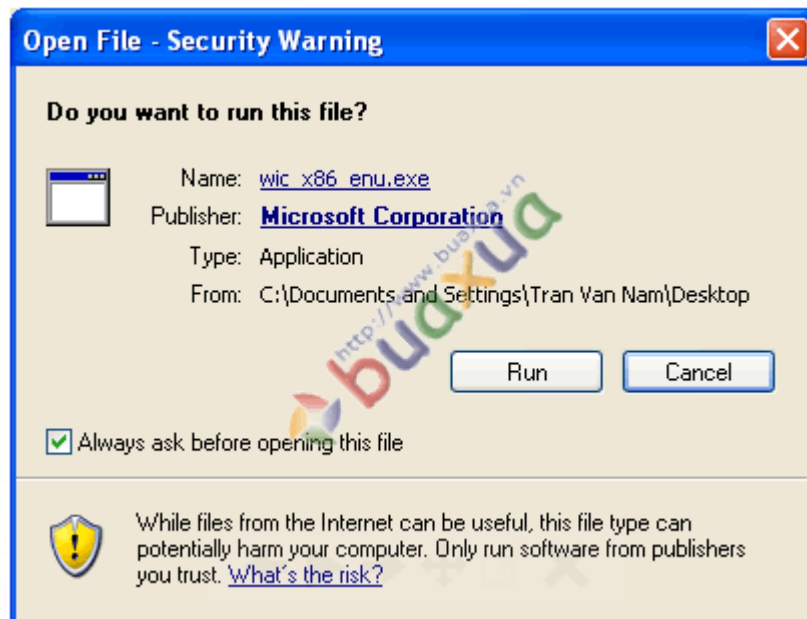 Open File - Security Warning
Do you want to run this file?
Name: wic_x86_enu.exe
Publisher: Microsoft Corporation
Type: Application
From: C:\Documents and Settings\Tran Van Nam\Desktop
http://www.buaxua.vn
buaxua
Run Cancel
Always ask before opening this file
While files from the Internet can be useful, this file type can
potentially harm your computer. Only run software from publishers
you trust. What's the risk?